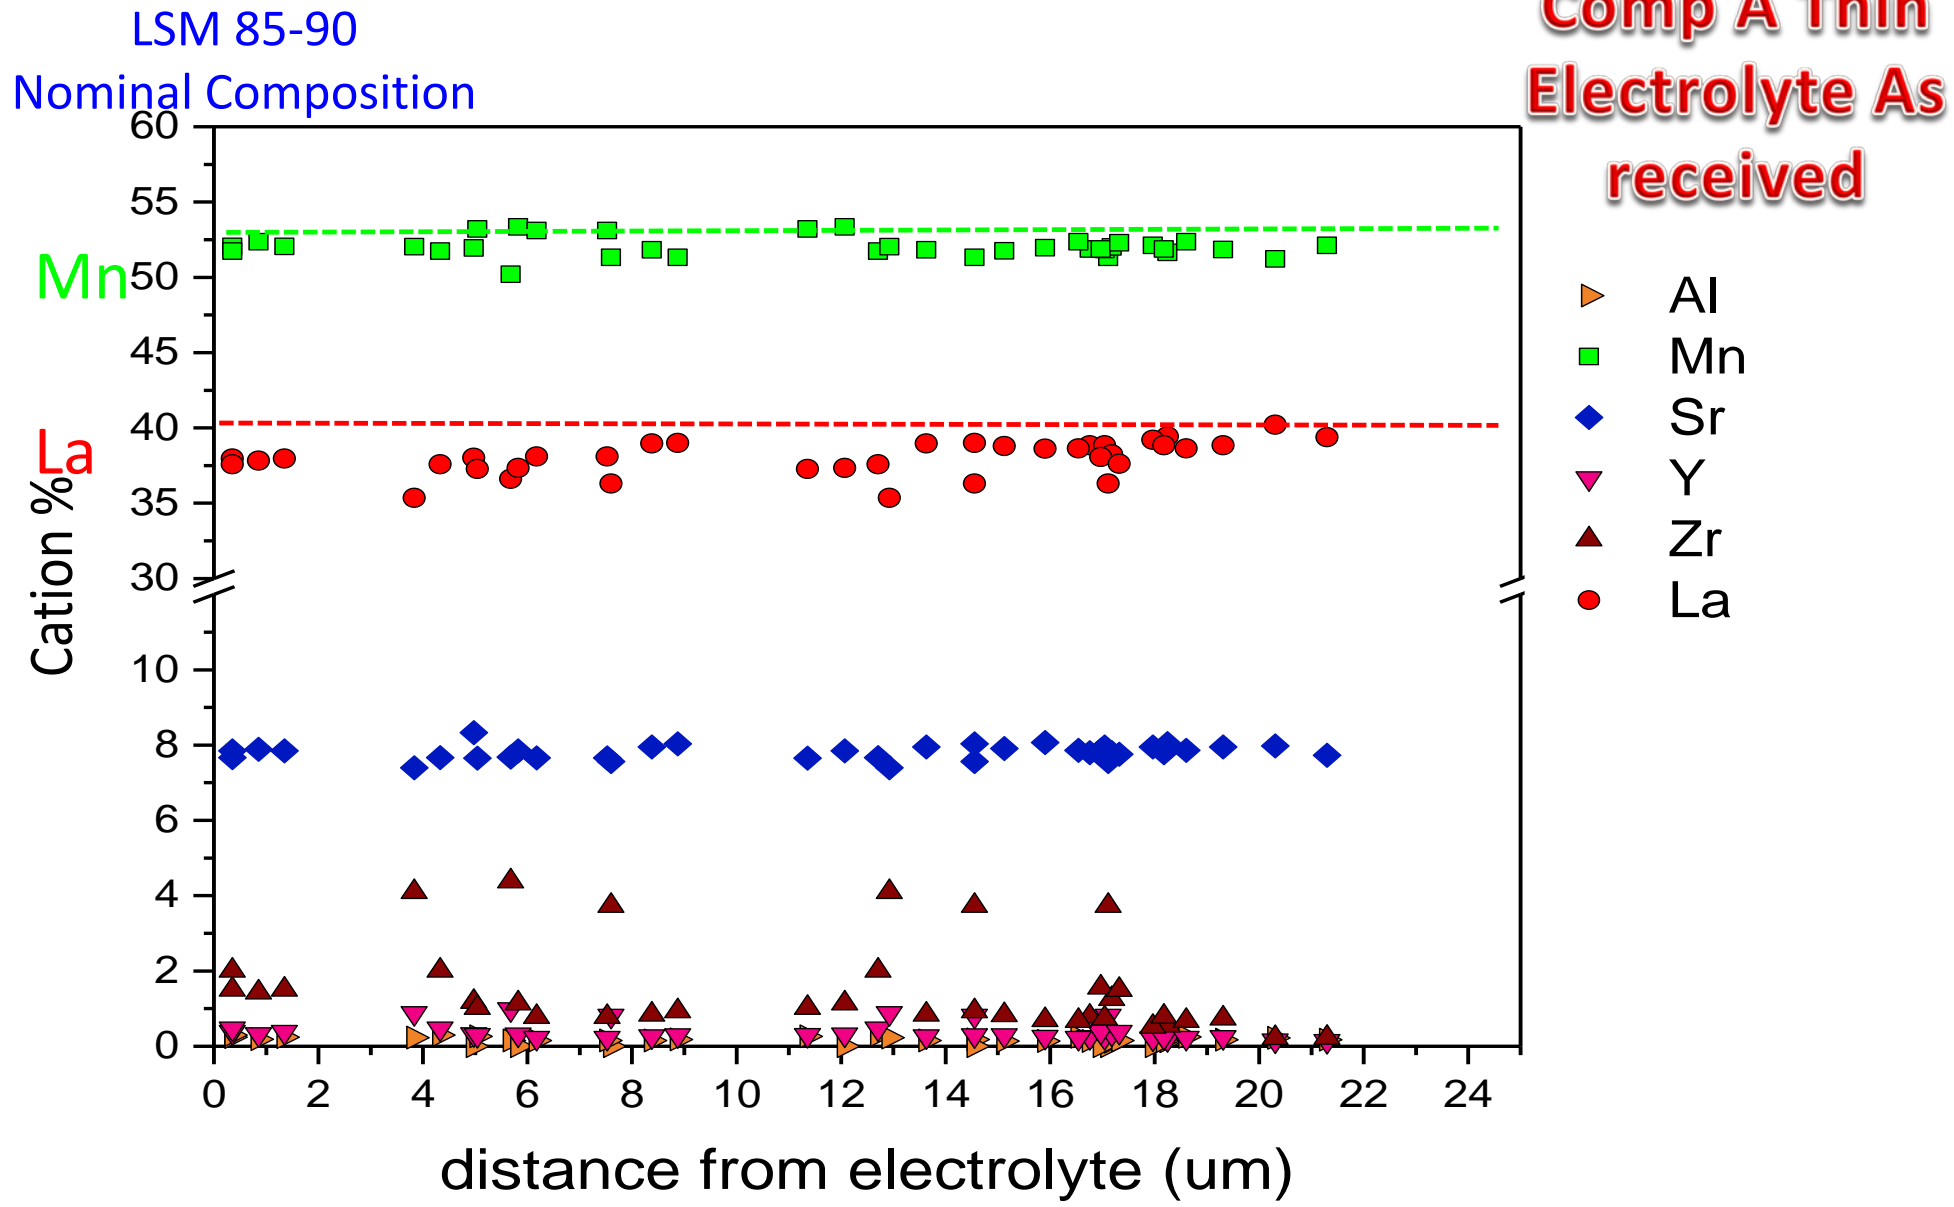 LSM 85-90
Nominal Composition
Comp A Thin
Electrolyte As
received
60
55
50
45
40
35
30
10
8
6
4
2
0
Mn
La
Cation %
0 2 4 6 8 10 12 14 16 18 20 22 24
distance from electrolyte (um)
Al
Mn
Sr
Y
Zr
La